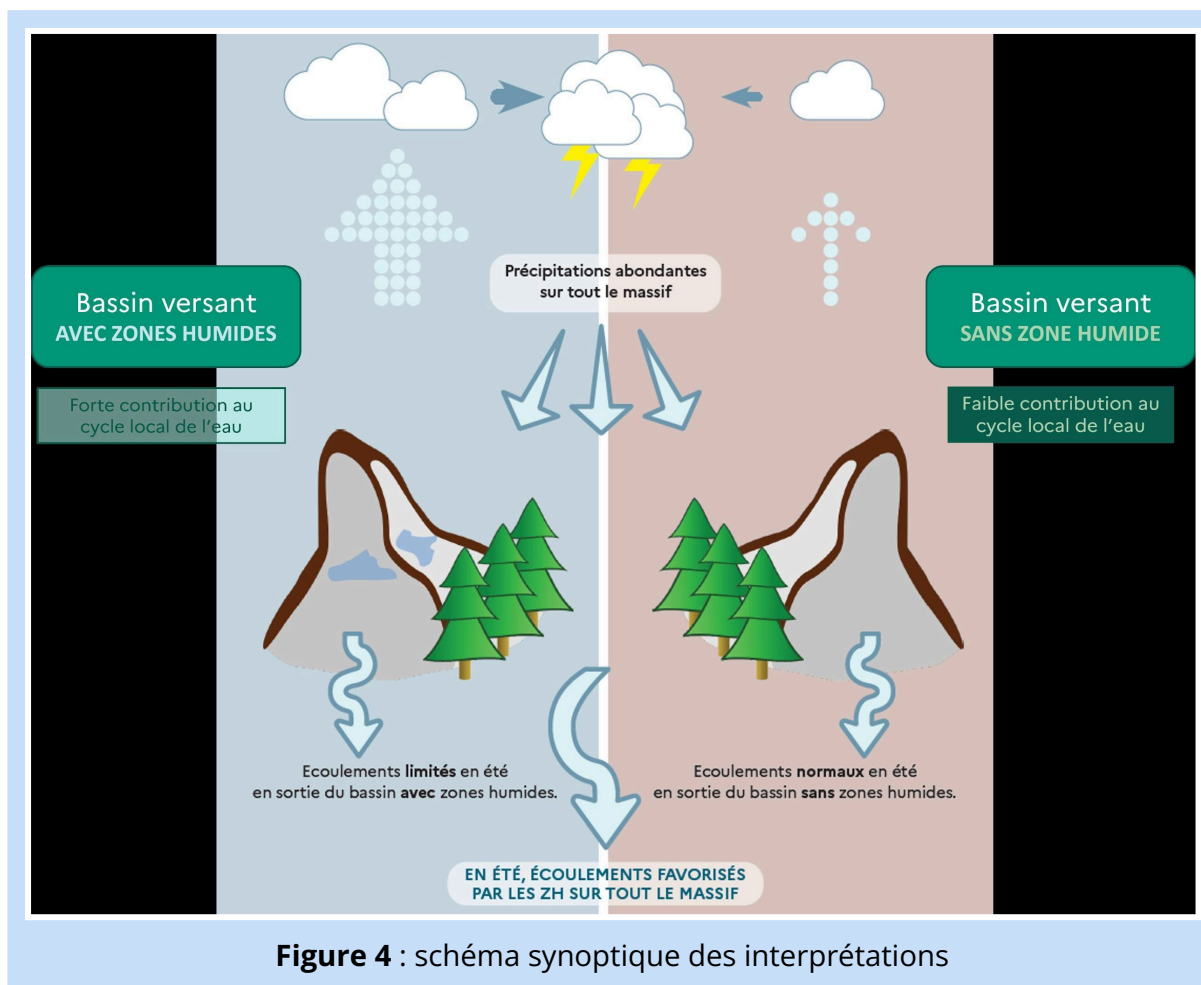 Précipitations abondantes
sur tout le massif
Bassin versant
AVEC ZONES HUMIDES
Bassin versant
SANS ZONE HUMIDE
Forte contribution au
cycle local de l'eau
Faible contribution au
cycle local de l'eau
Ecoulements limités en été
en sortie du bassin avec zones humides.
Ecoulements normaux en été
en sortie du bassin sans zones humides.
EN ÉTÉ, ÉCOULEMENTS FAVORISÉS
PAR LES ZH SUR TOUT LE MASSIF
Figure 4 : schéma synoptique des interprétations